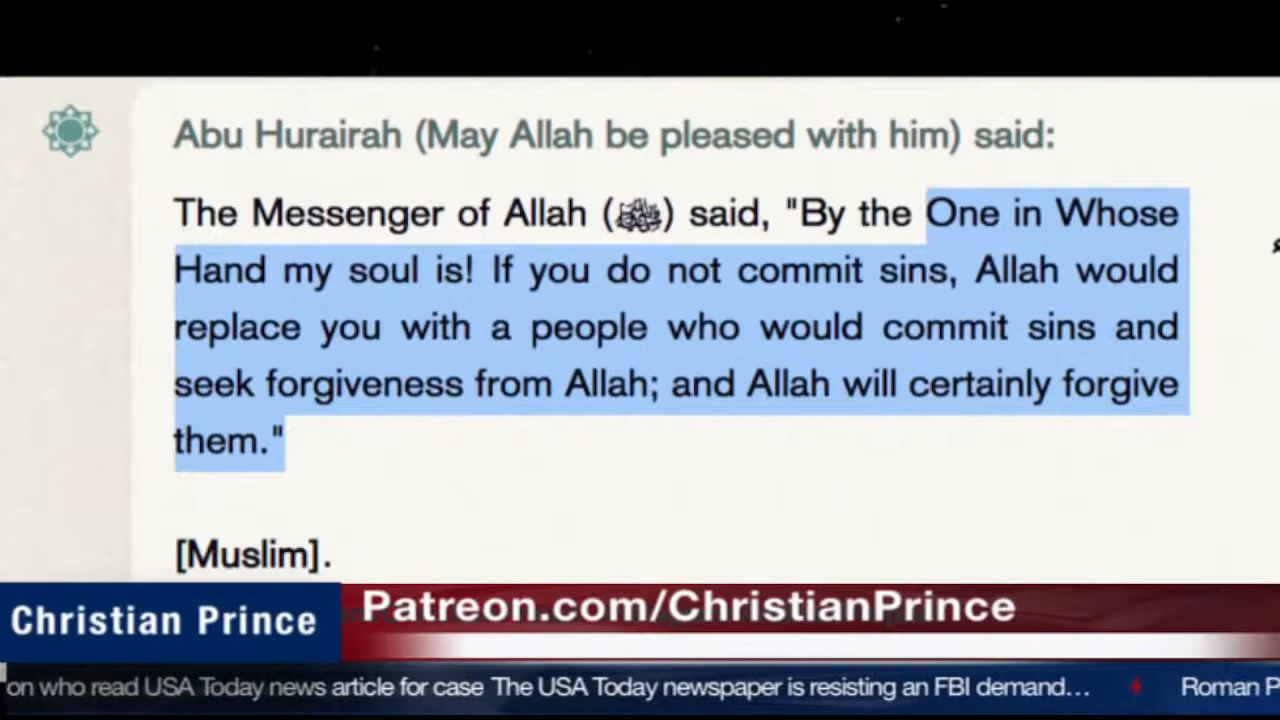 Abu Hurairah (May Allah be pleased with him) said:
The Messenger of Allah (ﷺ) said, "By the One in Whose
Hand my soul is! If you do not commit sins, Allah would
replace you with a people who would commit sins and
seek forgiveness from Allah; and Allah will certainly forgive
them."
[Muslim].
Christian Prince
Patreon.com/ChristianPrince
on who read USA Today news article for case The USA Today newspaper is resisting an FBI demand... Roman P